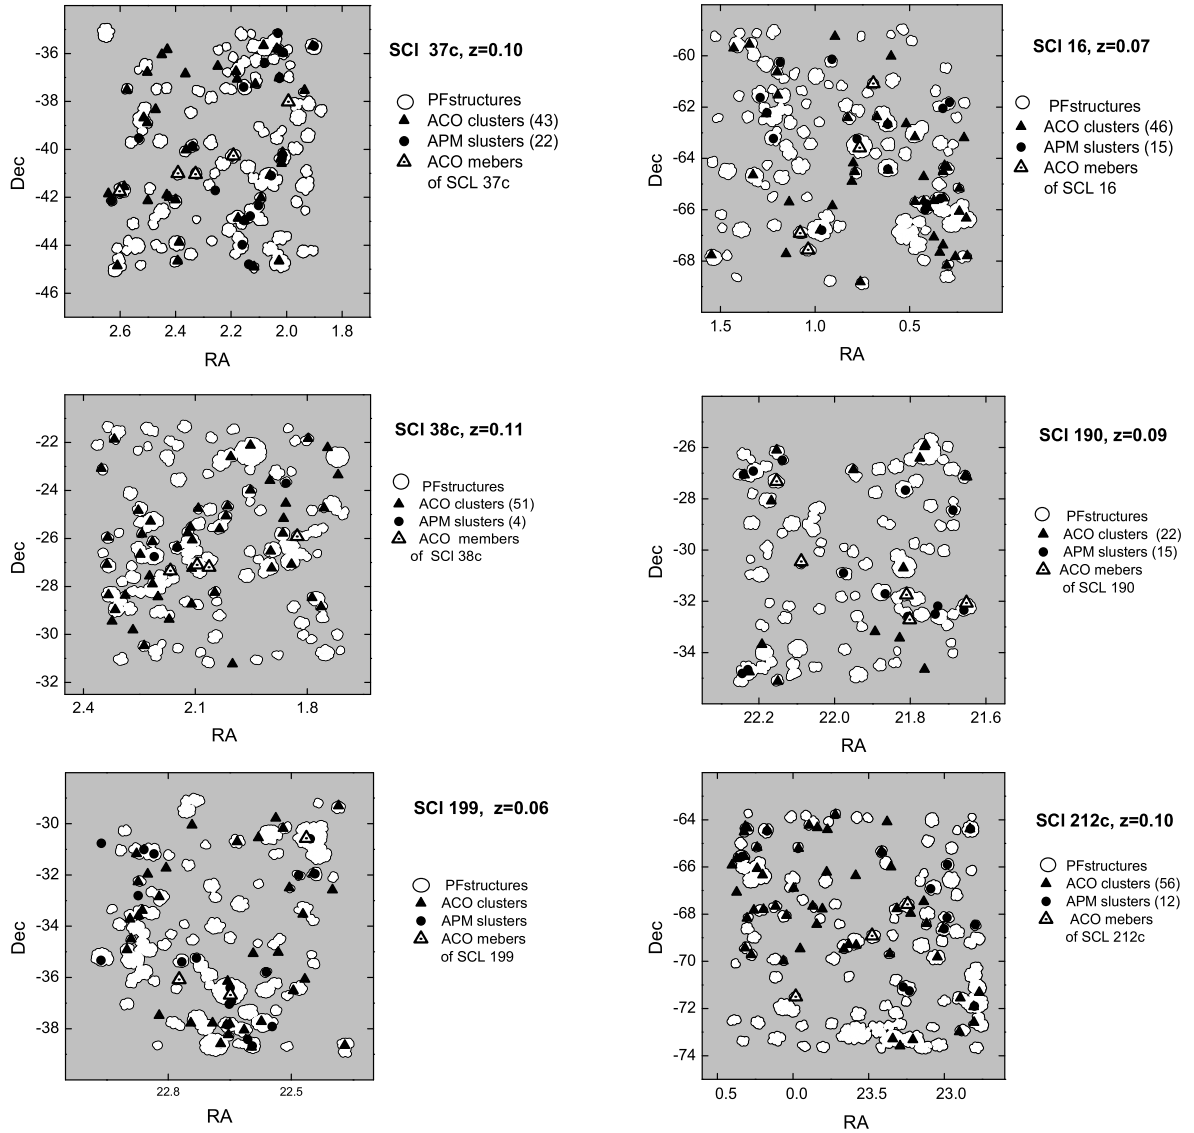 SCl 37c, z=0.10
PFstructures
ACO clusters (43)
APM slusters (22)
ACO mebers
of SCL 37c
Dec
-36
-38
-40
-42
-44
-46
2.6 2.4 2.2 2.0 1.8
RA
SCl 16, z=0.07
PFstructures
ACO clusters (46)
APM slusters (15)
ACO mebers
of SCL 16
Dec
-60
-62
-64
-66
-68
1.5 1.0 0.5
RA
SCl 38c, z=0.11
PFstructures
ACO clusters (51)
APM slusters (4)
ACO members
of SCl 38c
Dec
-22
-24
-26
-28
-30
-32
2.4 2.1 1.8
RA
SCl 190, z=0.09
PFstructures
ACO clusters (22)
APM slusters (15)
ACO mebers
of SCL 190
Dec
-26
-28
-30
-32
-34
22.2 22.0 21.8 21.6
RA
SCl 199, z=0.06
PFstructures
ACO clusters
APM slusters
ACO mebers
of SCL 199
Dec
-30
-32
-34
-36
-38
22.8 22.5
RA
SCl 212c, z=0.10
PFstructures
ACO clusters (56)
APM slusters (12)
ACO mebers
of SCL 212c
Dec
-64
-66
-68
-70
-72
-74
0.5 0.0 23.5 23.0
RA